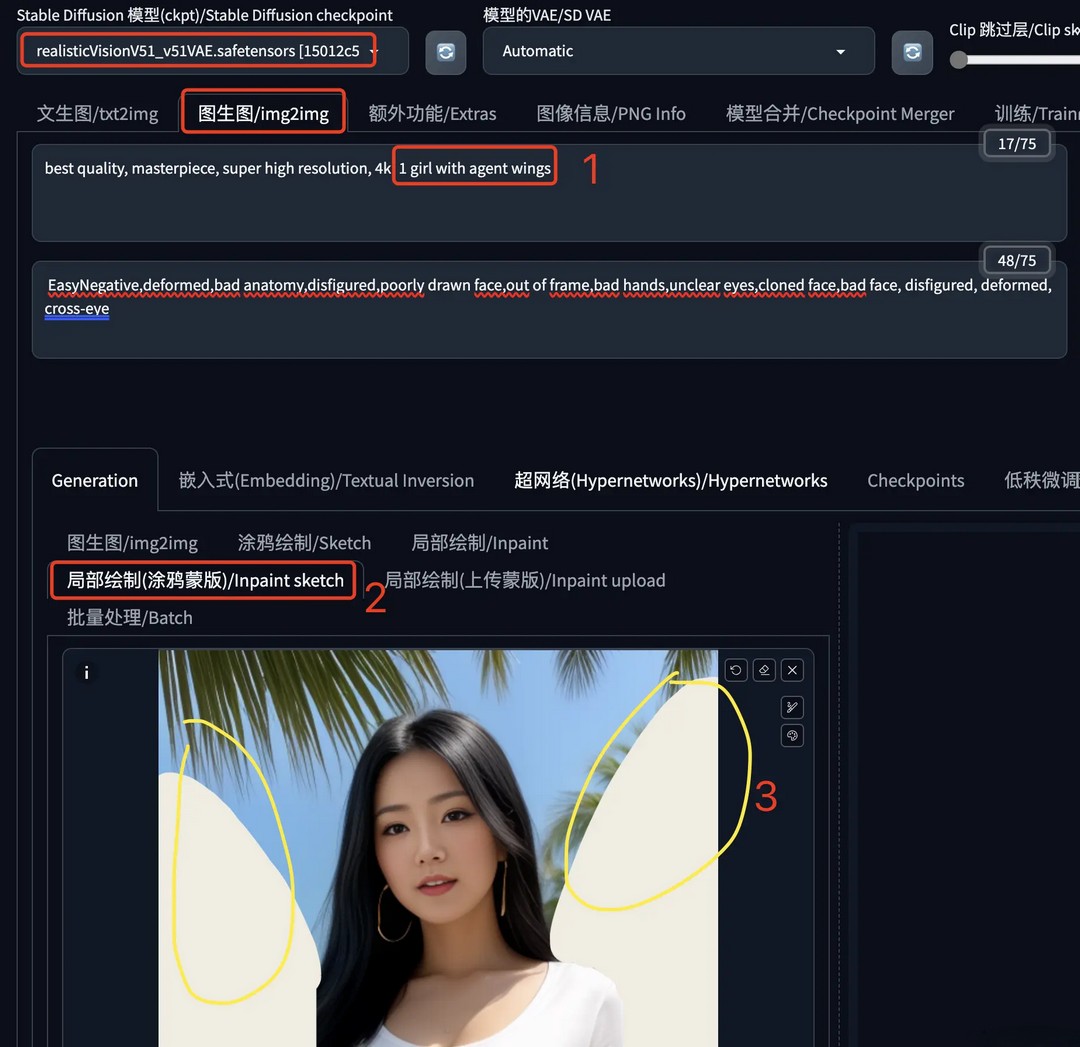 Stable Diffusion 模型(ckpt)/Stable Diffusion checkpoint
模型的VAE/SD VAE
Clip 跳过层/Clip
realisticVisionV51_v51VAE.safetensors [15012c5
Automatic
文生图/txt2img
图生图/img2img
额外功能/Extras
图像信息/PNG Info
模型合并/Checkpoint Merger
训练/Train
17/75
best quality, masterpiece, super high resolution, 4k 1 girl with agent wings
1
48/75
EasyNegative,deformed,bad anatomy,disfigured,poorly drawn face,out of frame,bad hands,unclear eyes,cloned face,bad face, disfigured, deformed,
cross-eye
Generation
嵌入式(Embedding)/Textual Inversion
超网络(Hypernetworks)/Hypernetworks
Checkpoints
低秩微调
图生图/img2img
涂鸦绘制/Sketch
局部绘制/Inpaint
局部绘制(涂鸦蒙版)/Inpaint sketch
2
局部绘制(上传蒙版)/Inpaint upload
批量处理/Batch
i
3